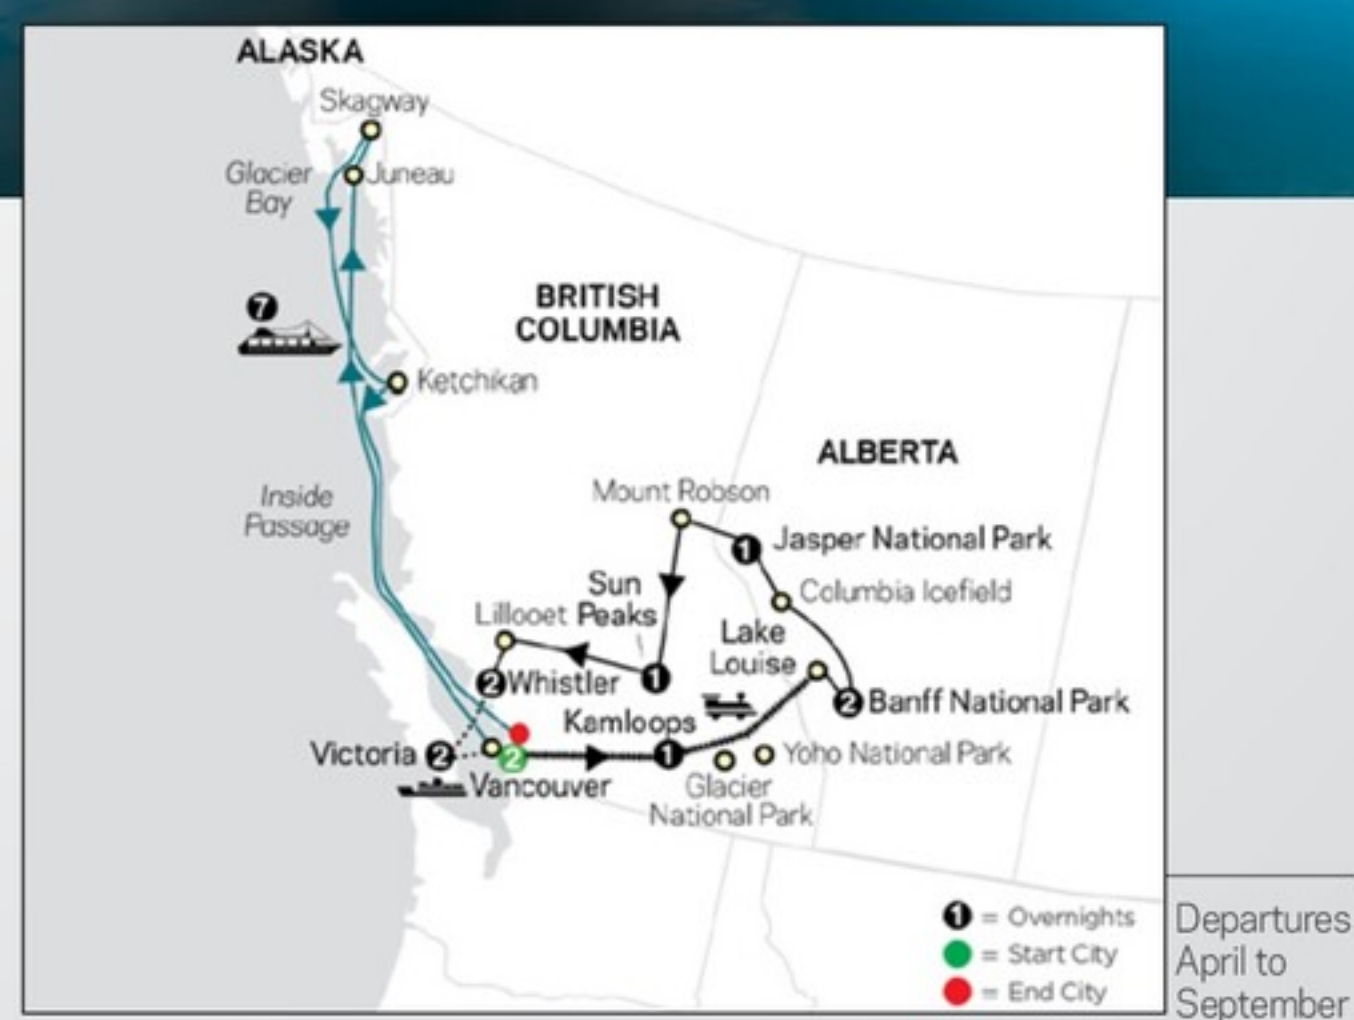 ALASKA
Skagway
Glacier
Bay
Juneau
7
BRITISH
COLUMBIA
Ketchikan
ALBERTA
Inside
Passage
Mount Robson
1 Jasper National Park
Columbia Icefield
Sun
Peaks
1
Lillooet
Lake
Louise
2 Whistler
2 Banff National Park
Kamloops
1
Victoria 2
2
Vancouver
Yoho National Park
Glacier
National Park
1 = Overnights
= Start City
= End City
Departures
April to
September